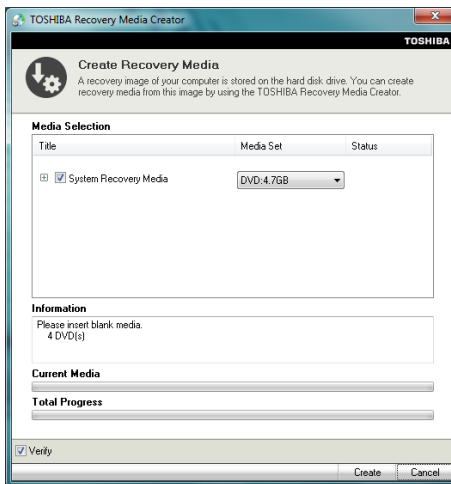 TOSHIBA Recovery Media Creator
TOSHIBA
Create Recovery Media
A recovery image of your computer is stored on the hard disk drive. You can create
recovery media from this image by using the TOSHIBA Recovery Media Creator.
Media Selection
Title Media Set Status
System Recovery Media DVD:4.7GB
Information
Please insert blank media.
4 DVD(s)
Current Media
Total Progress
Verify
Create Cancel